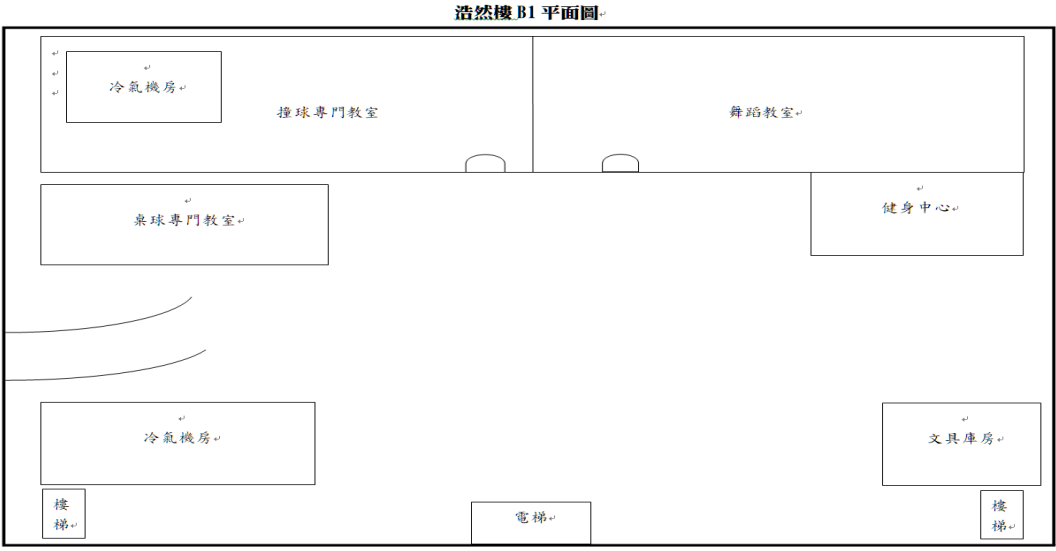 浩然樓 B1 平面圖
冷氣機房
撞球專門教室
舞蹈教室
桌球專門教室
健身中心
冷氣機房
文具庫房
樓
梯
電梯
樓
梯